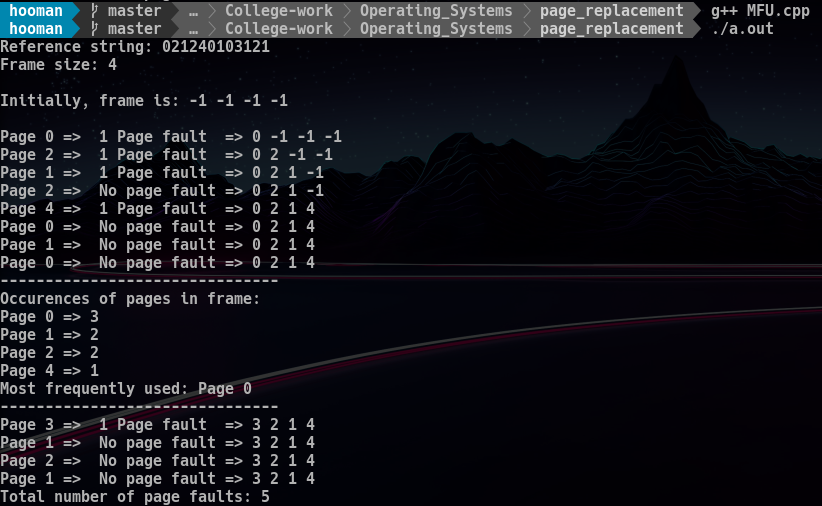 hooman master … College-work Operating_Systems page_replacement g++ MFU.cpp
hooman master … College-work Operating_Systems page_replacement ./a.out
Reference string: 021240103121
Frame size: 4
Initially, frame is: -1 -1 -1 -1
Page 0 =>  1 Page fault  => 0 -1 -1 -1
Page 2 =>  1 Page fault  => 0 2 -1 -1
Page 1 =>  1 Page fault  => 0 2 1 -1
Page 2 =>  No page fault => 0 2 1 -1
Page 4 =>  1 Page fault  => 0 2 1 4
Page 0 =>  No page fault => 0 2 1 4
Page 1 =>  No page fault => 0 2 1 4
Page 0 =>  No page fault => 0 2 1 4
-------------------------------
Occurences of pages in frame:
Page 0 => 3
Page 1 => 2
Page 2 => 2
Page 4 => 1
Most frequently used: Page 0
-------------------------------
Page 3 =>  1 Page fault  => 3 2 1 4
Page 1 =>  No page fault => 3 2 1 4
Page 2 =>  No page fault => 3 2 1 4
Page 1 =>  No page fault => 3 2 1 4
Total number of page faults: 5